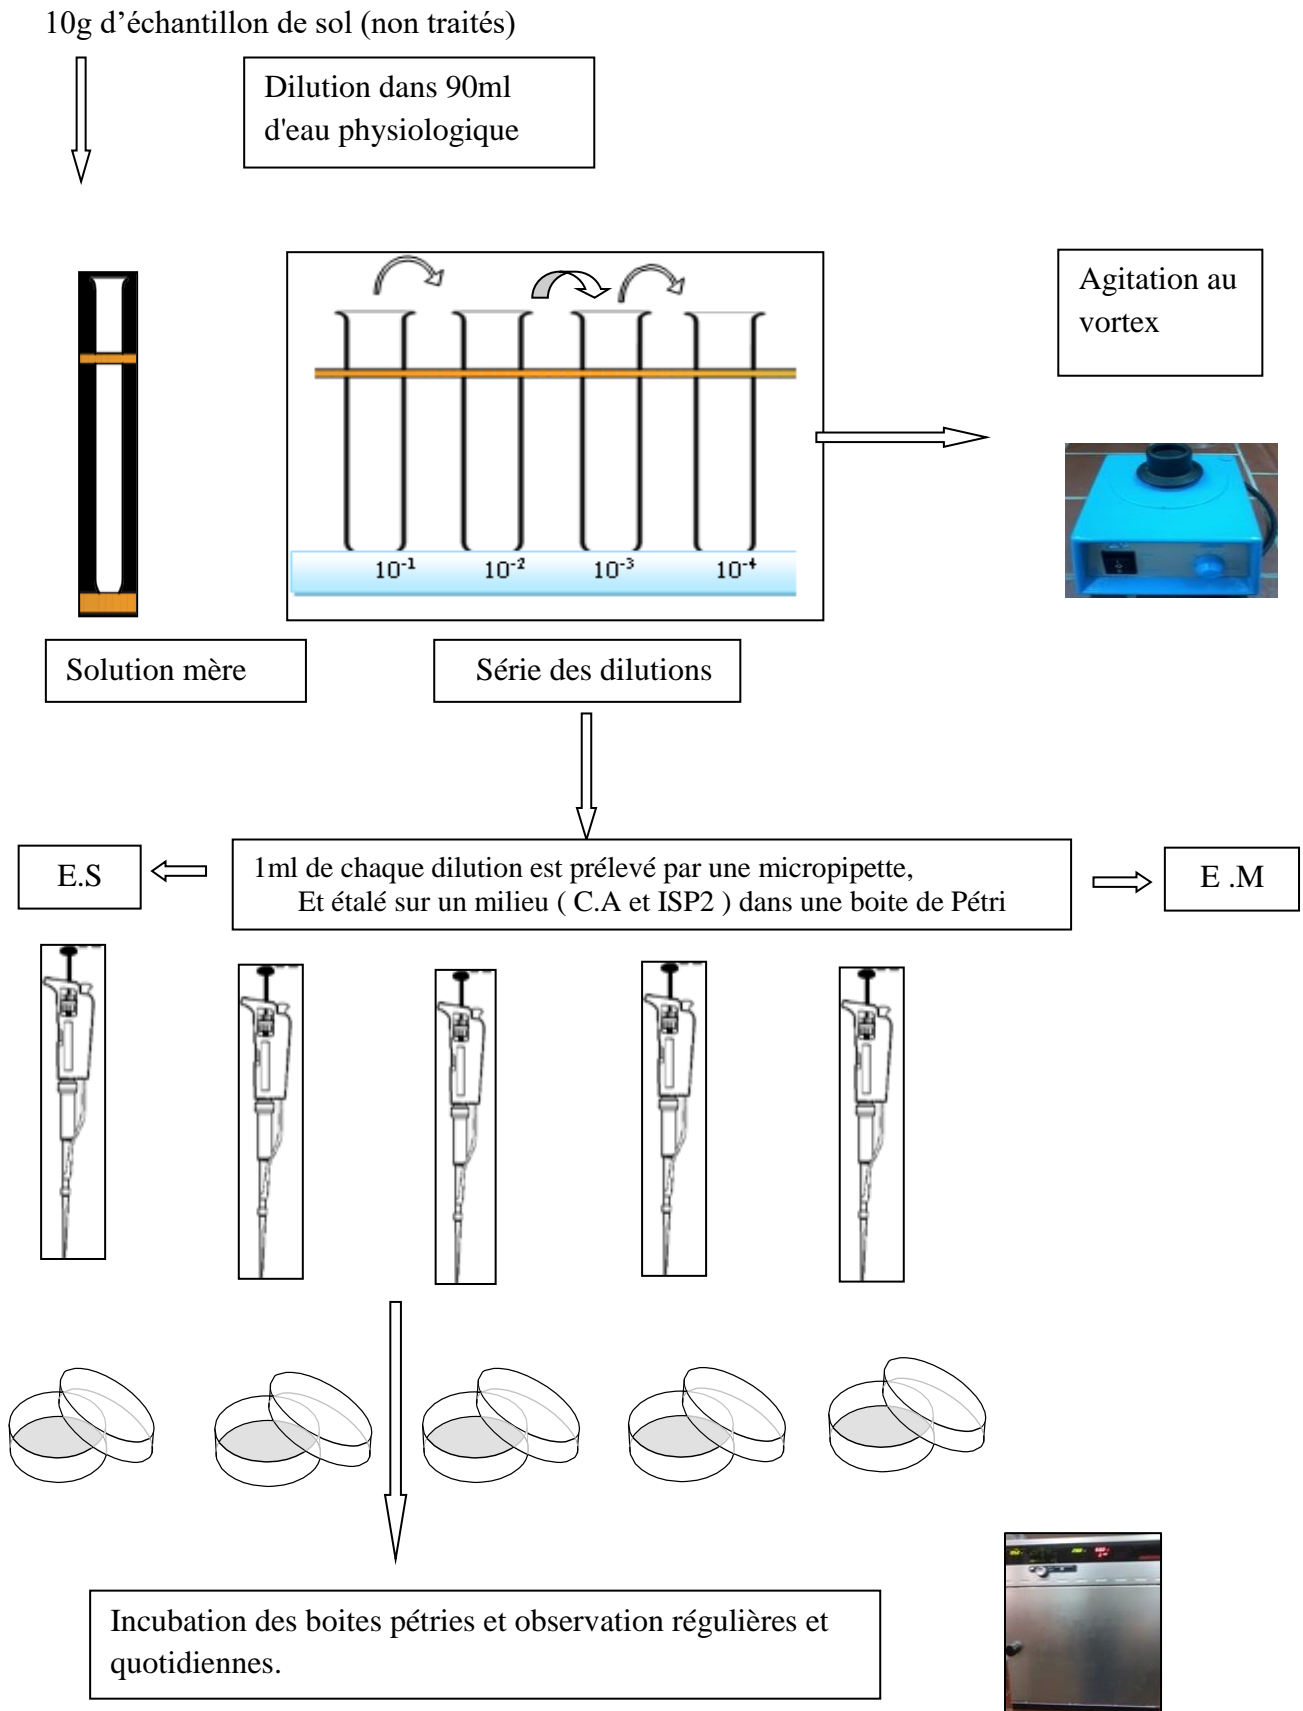 10g d’échantillon de sol (non traités)
Dilution dans 90ml
d'eau physiologique
Agitation au
vortex
10⁻¹ 10⁻² 10⁻³ 10⁻⁴
Solution mère
Série des dilutions
E.S
1ml de chaque dilution est prélevé par une micropipette,
Et étalé sur un milieu ( C.A et ISP2 ) dans une boite de Pétri
E .M
Incubation des boites pétries et observation régulières et
quotidiennes.